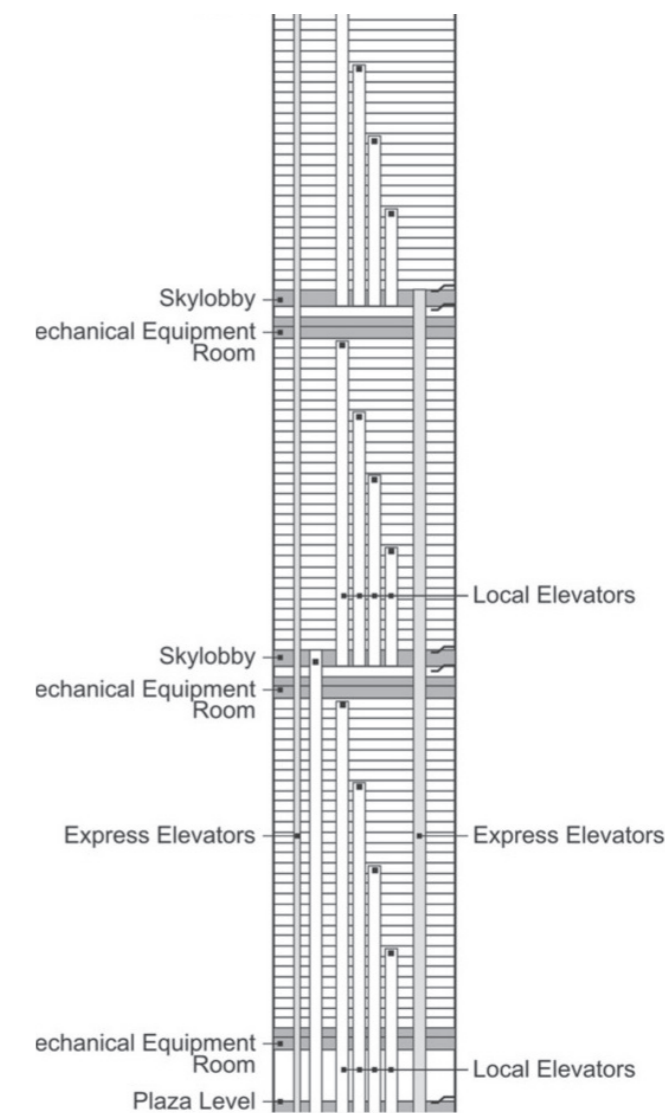 Skylobby
echanical Equipment
Room
Local Elevators
Skylobby
echanical Equipment
Room
Express Elevators
Express Elevators
echanical Equipment
Room
Local Elevators
Plaza Level